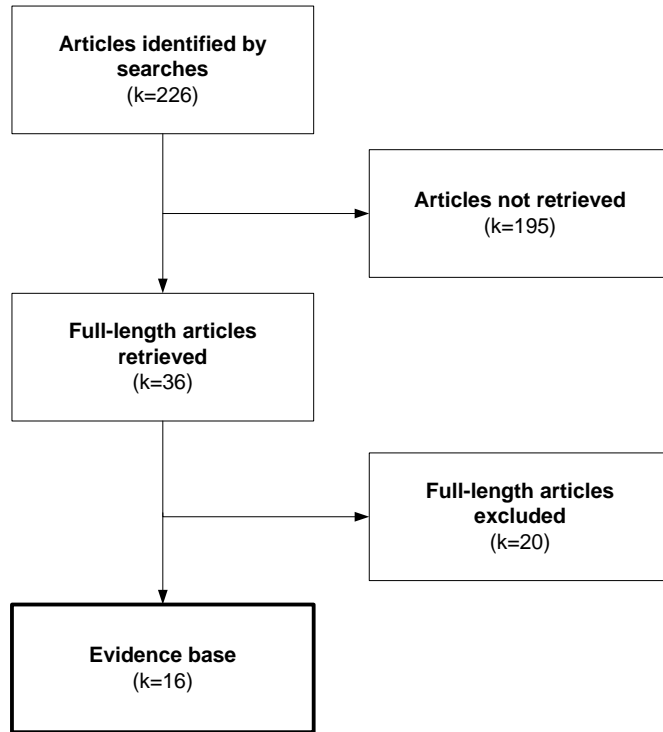 Articles identified by
searches
(k=226)
Articles not retrieved
(k=195)
Full-length articles
retrieved
(k=36)
Full-length articles
excluded
(k=20)
Evidence base
(k=16)